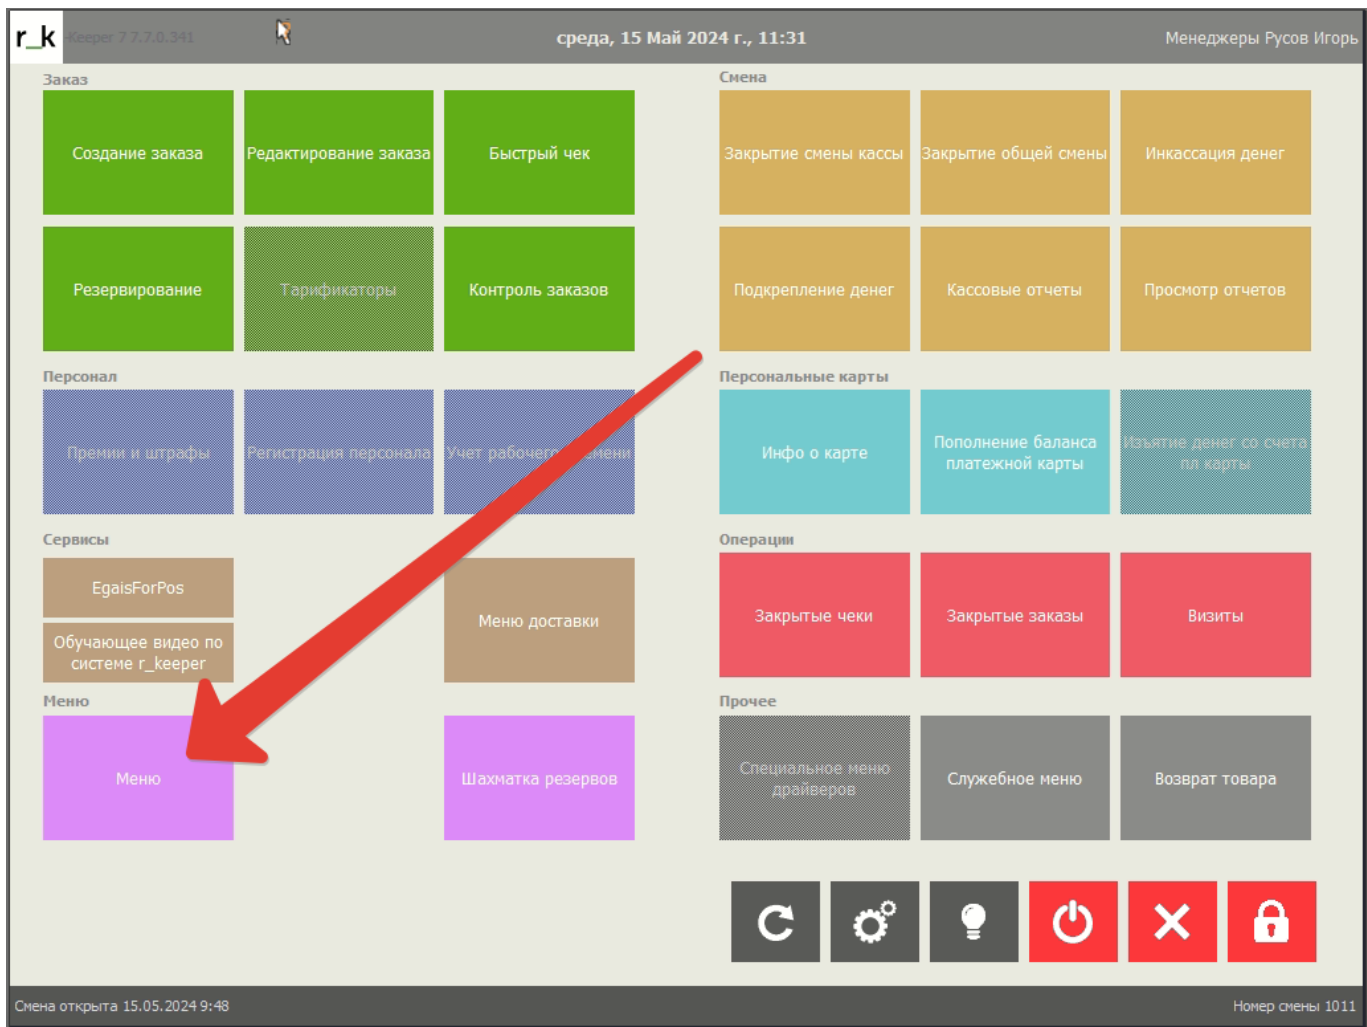 r_k
-Keeper 7 7.7.0.341
среда, 15 Май 2024 г., 11:31
Менеджеры Русов Игорь
Заказ
Создание заказа
Редактирование заказа
Быстрый чек
Резервирование
Тарификаторы
Контроль заказов
Смена
Закрытие смены кассы
Закрытие общей смены
Инкассация денег
Подкрепление денег
Кассовые отчеты
Просмотр отчетов
Персонал
Премии и штрафы
Регистрация персонала
Учет рабочего мени
Персональные карты
Инфо о карте
Пополнение баланса
платежной карты
Изъятие денег со счета
пл карты
Сервисы
EgaisForPos
Обучающее видео по
системе r_keeper
Меню доставки
Операции
Закрытые чеки
Закрытые заказы
Визиты
Меню
Меню
Шахматка резервов
Прочее
Специальное меню
драйверов
Служебное меню
Возврат товара
Смена открыта 15.05.2024 9:48
Номер смены 1011